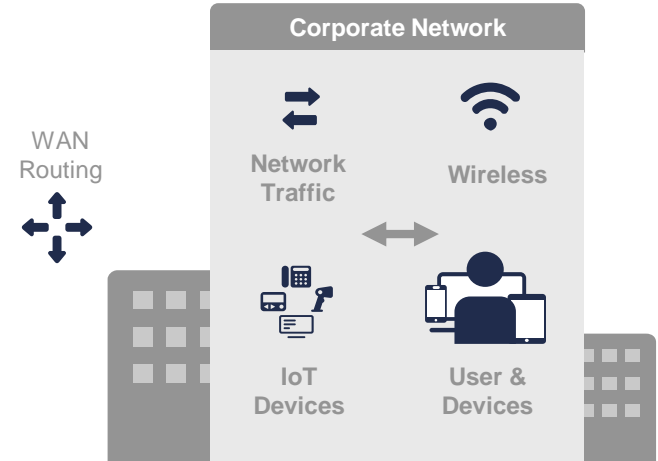 Corporate Network
WAN
Routing
Network
Traffic
Wireless
IoT
Devices
User &
Devices